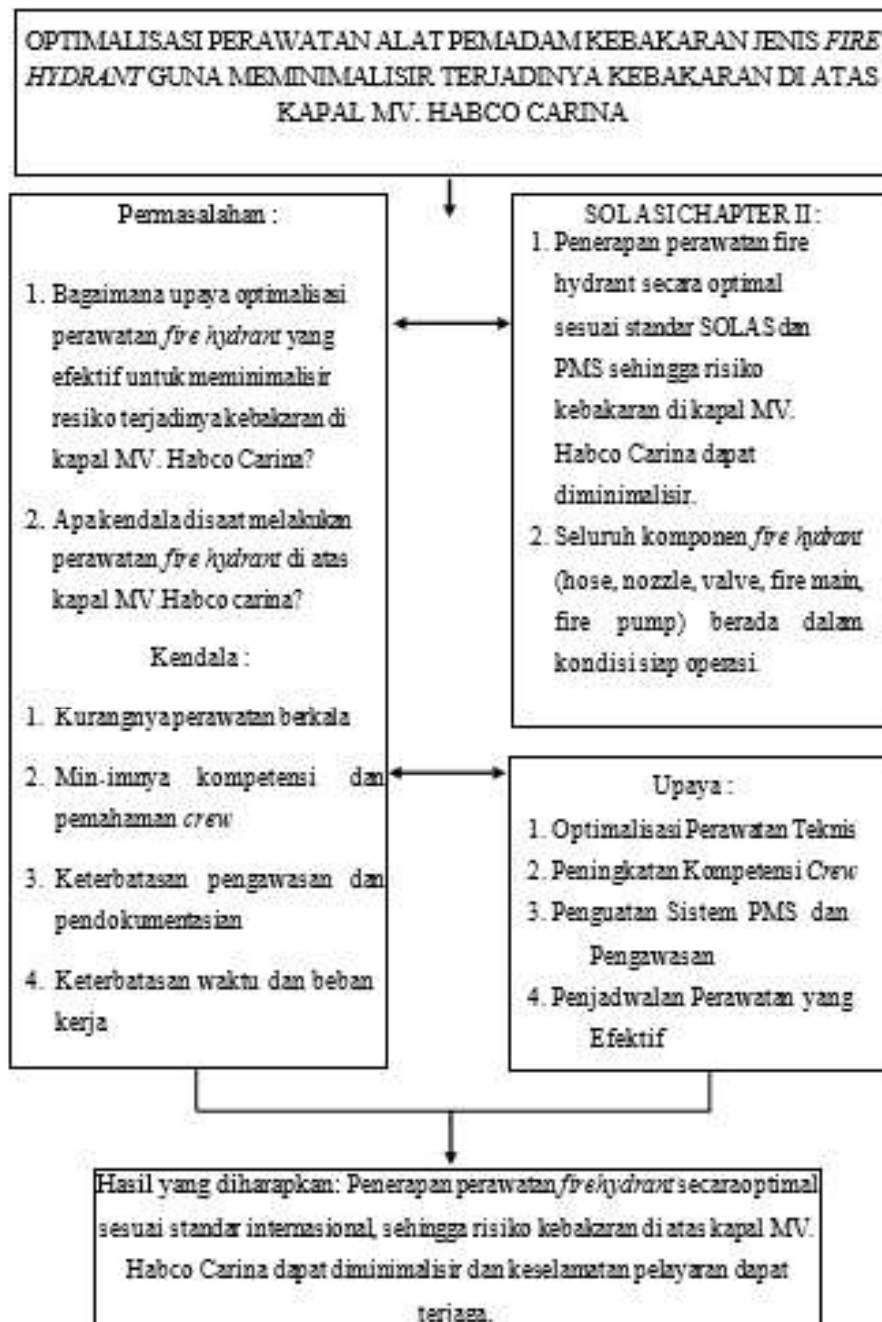 OPTIMALISASI PERAWATAN ALAT PEMADAM KEBAKARAN JENIS FIRE
HYDRANT GUNA MEMINIMALISIR TERJADINYA KEBAKARAN DI ATAS
KAPAL MV. HABCO CARINA
Permasalahan :
1. Bagaimana upaya optimalisasi
perawatan fire hydrant yang
efektif untuk meminimalisir
resiko terjadinya kebakaran di
kapal MV. Habco Carina?
2. Apa kendala disaat melakukan
perawatan fire hydrant di atas
kapal MV.Habco carina?
Kendala :
1. Kurangnya perawatan berkala
2. Min-imnya kompetensi dan
pemahaman crew
3. Keterbatasan pengawasan dan
pendokumentasian
4. Keterbatasan waktu dan beban
kerja
SOLASI CHAPTER II :
1. Penerapan perawatan fire
hydrant secara optimal
sesuai standar SOLAS dan
PMS sehingga risiko
kebakaran di kapal MV.
Habco Carina dapat
diminimalisir.
2. Seluruh komponen fire hydrant
(hose, nozzle, valve, fire main,
fire pump) berada dalam
kondisi siap operasi.
Upaya :
1. Optimalisasi Perawatan Teknis
2. Peningkatan Kompetensi Crew
3. Penguatan Sistem PMS dan
Pengawasan
4. Penjadwalan Perawatan yang
Efektif
Hasil yang diharapkan: Penerapan perawatan fire hydrant secara optimal
sesuai standar internasional, sehingga risiko kebakaran di atas kapal MV.
Habco Carina dapat diminimalisir dan keselamatan pelayaran dapat
terjaga.